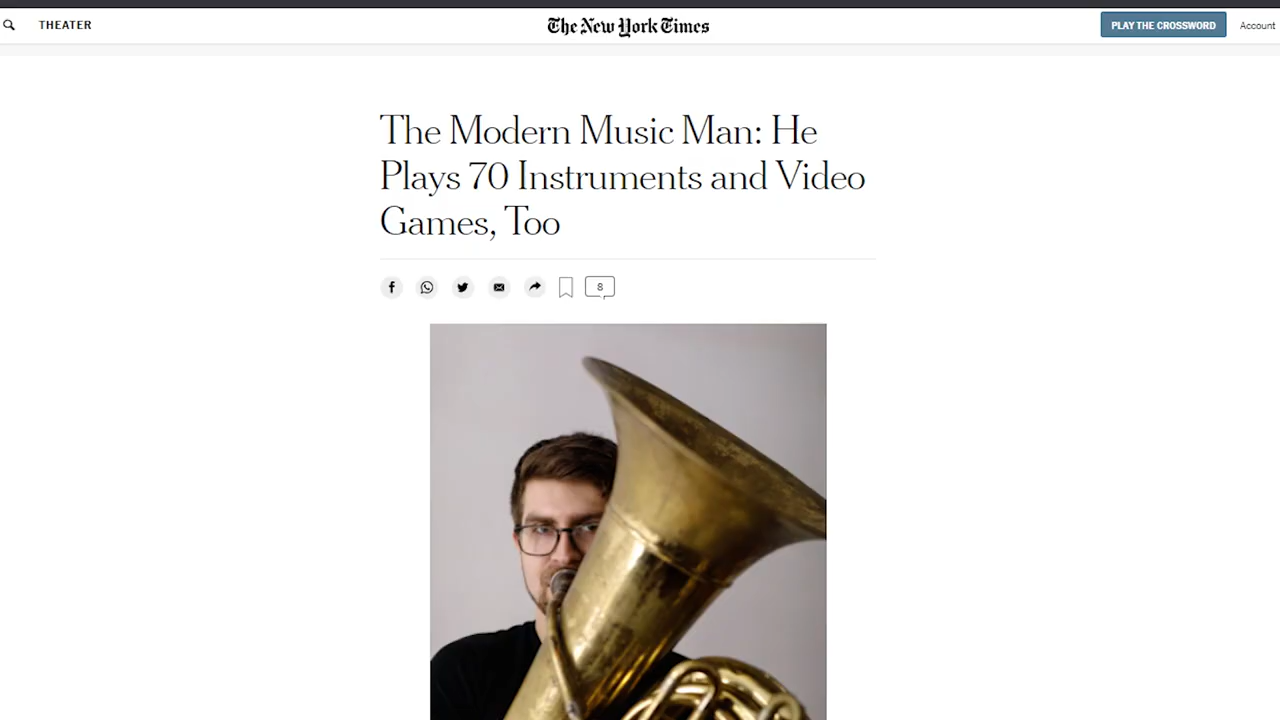 THEATER
The New York Times
PLAY THE CROSSWORD
Account
The Modern Music Man: He
Plays 70 Instruments and Video
Games, Too
8